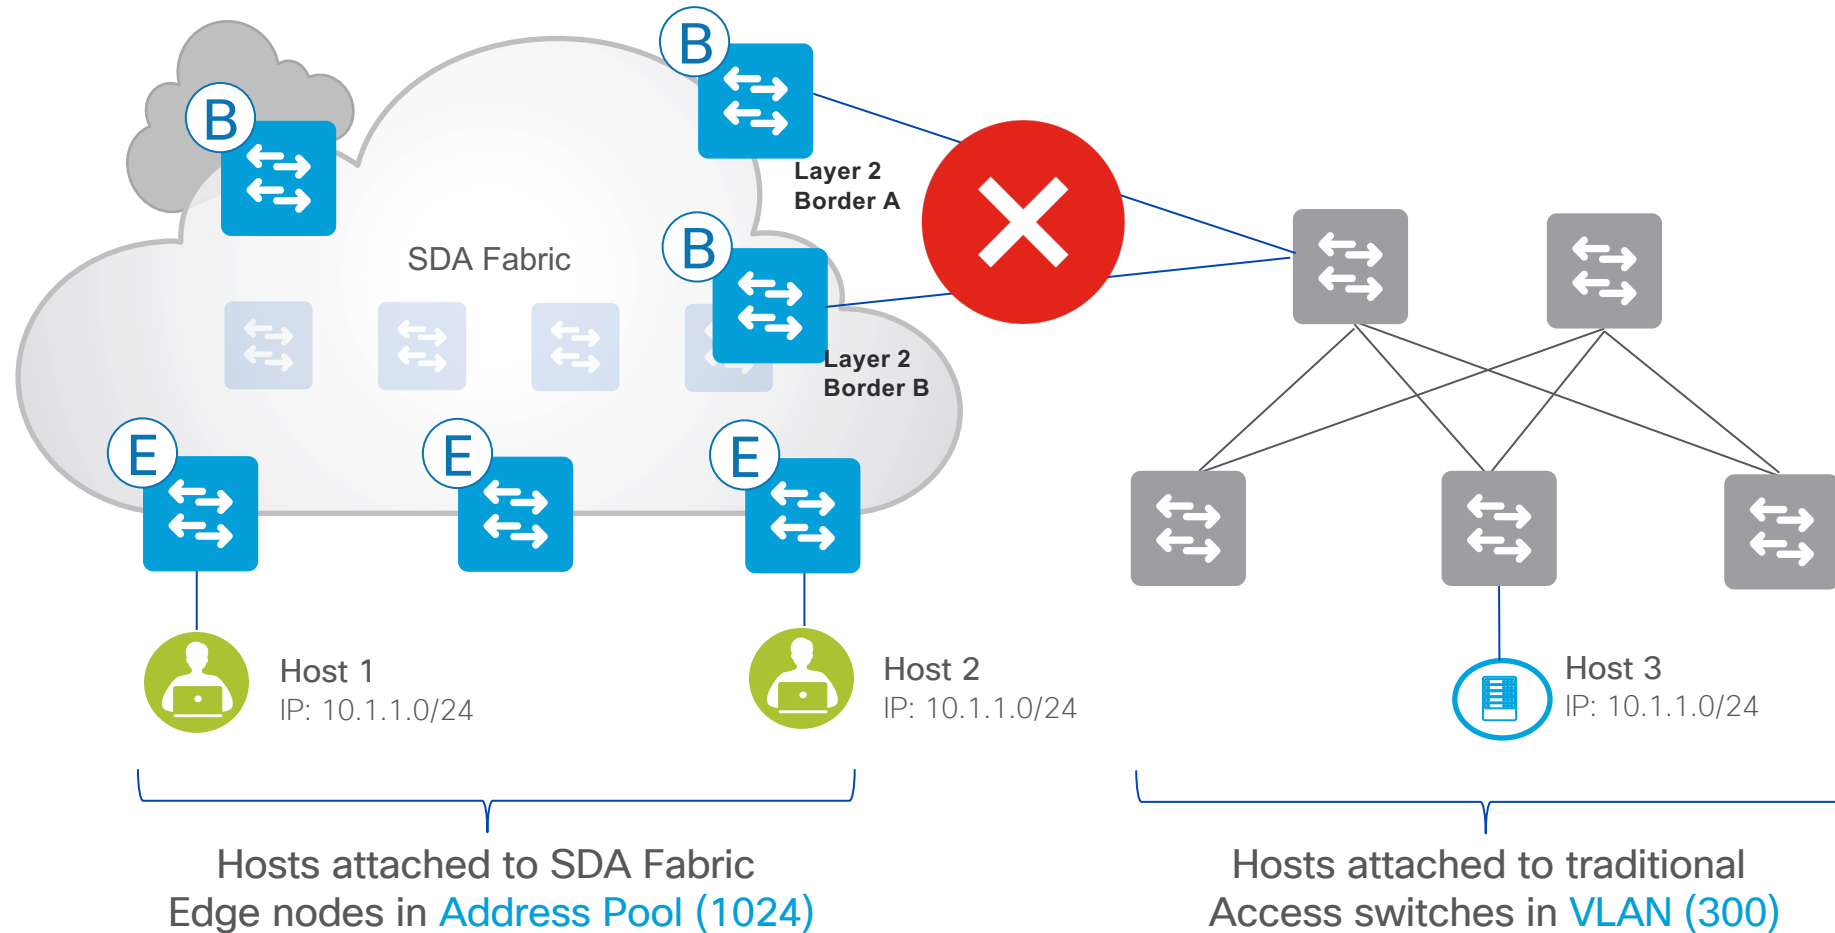 B
B
Layer 2
Border A
B
SDA Fabric
Layer 2
Border B
E
E
E
Host 1
IP: 10.1.1.0/24
Host 2
IP: 10.1.1.0/24
Host 3
IP: 10.1.1.0/24
Hosts attached to SDA Fabric
Edge nodes in Address Pool (1024)
Hosts attached to traditional
Access switches in VLAN (300)